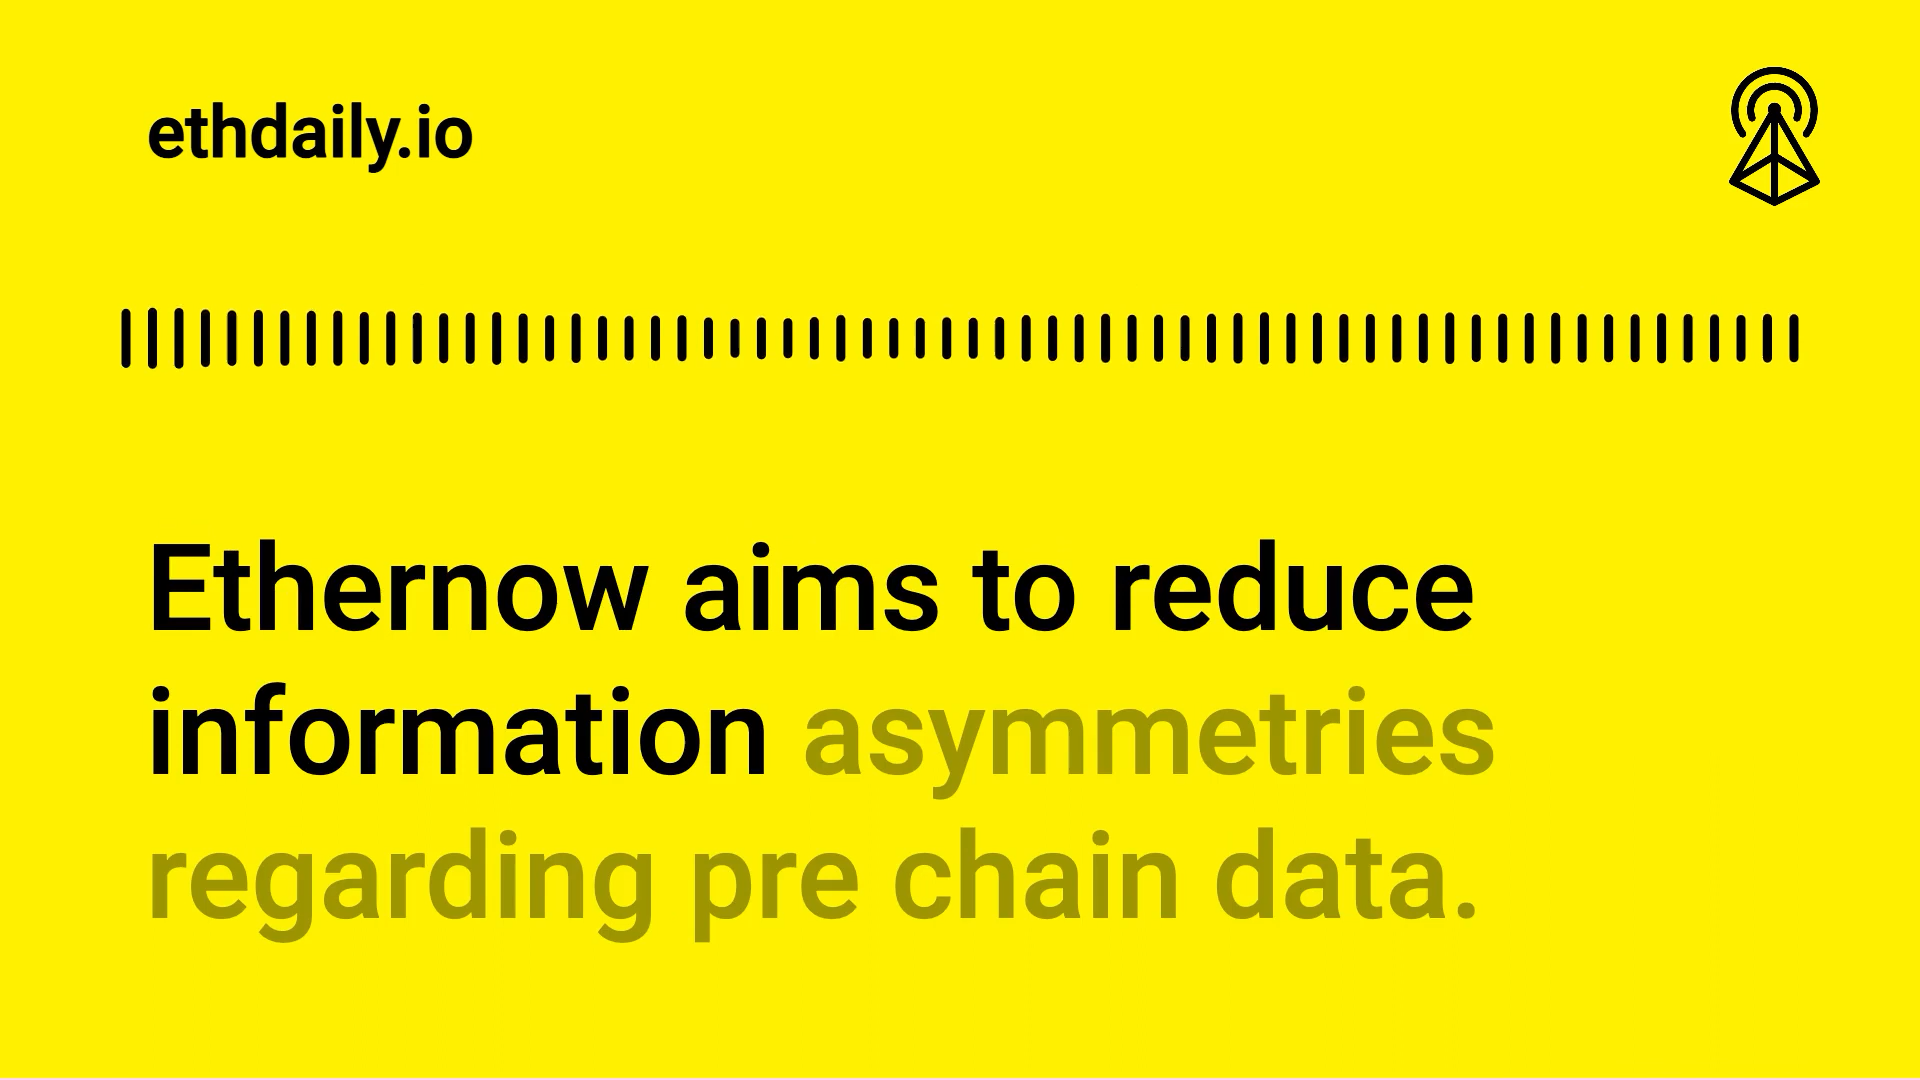 ethdaily.io
Ethernow aims to reduce
information asymmetries
regarding pre chain data.